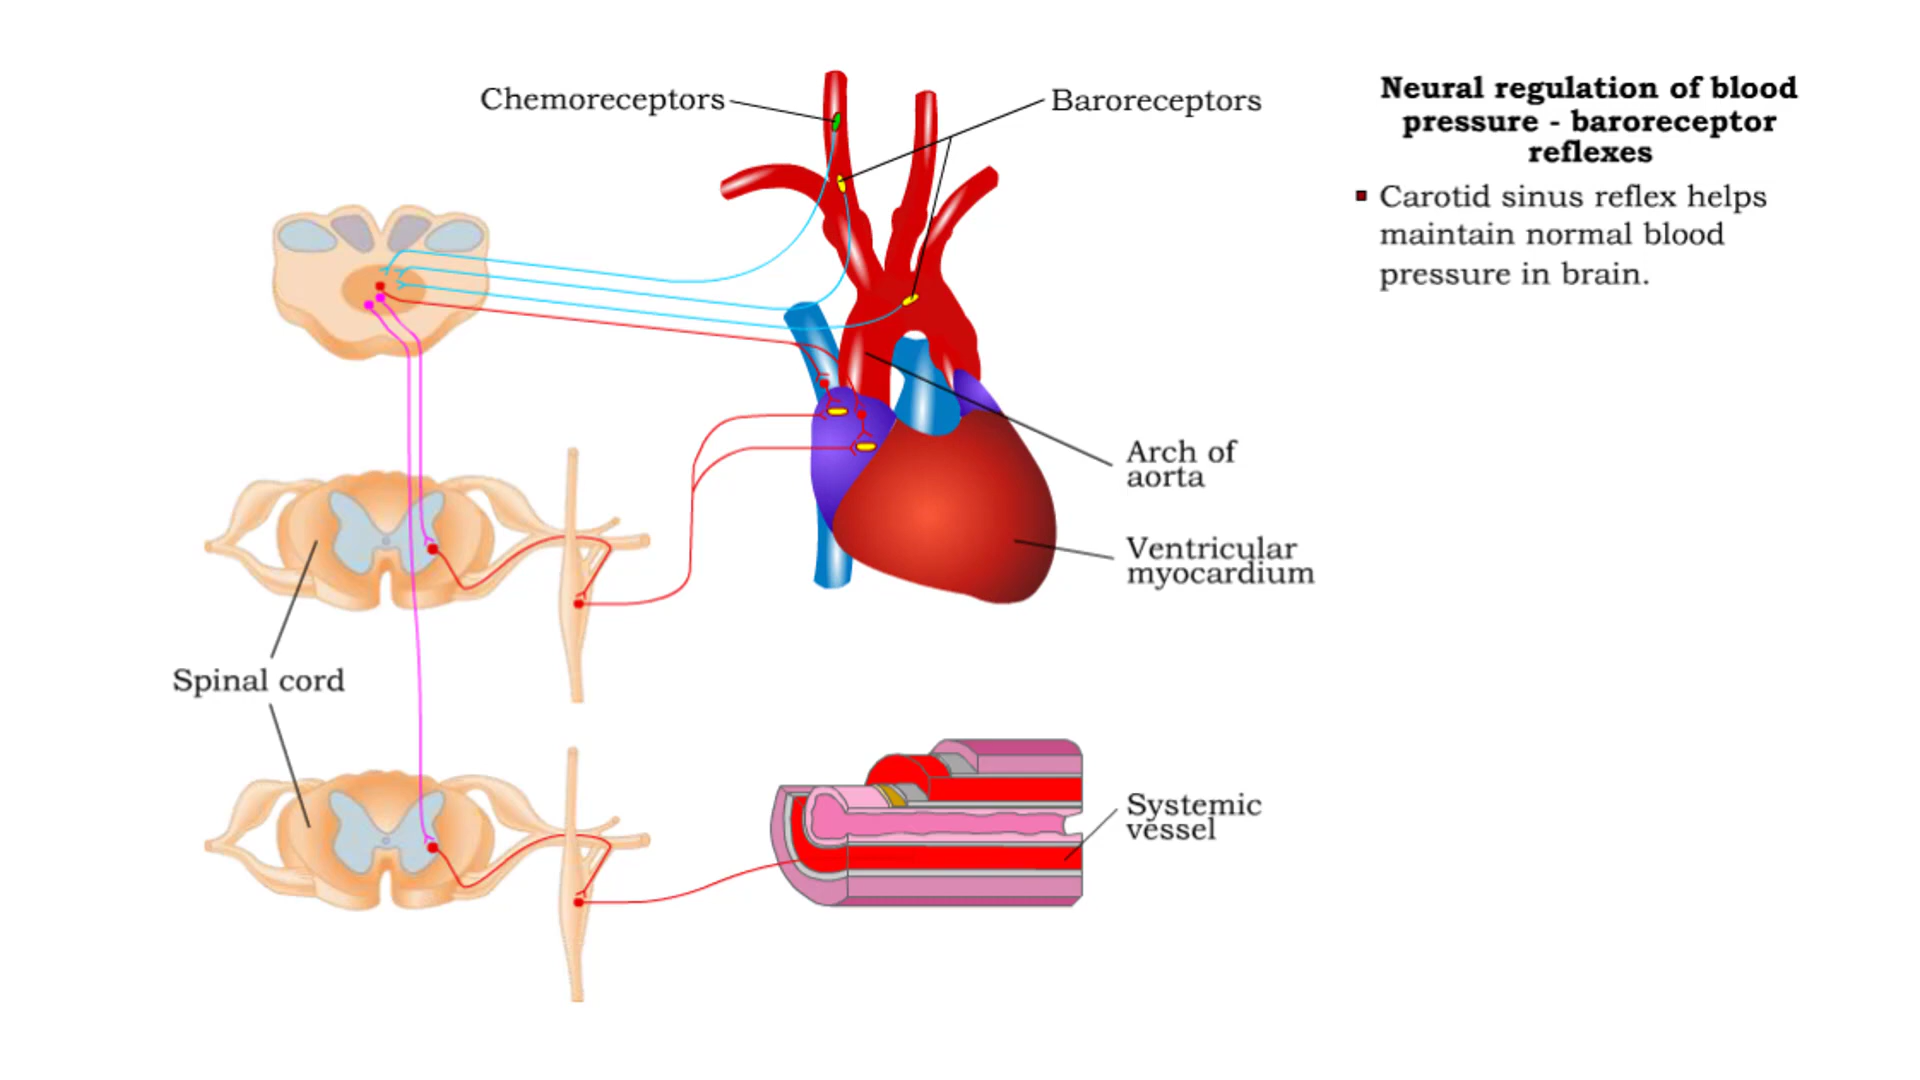 Chemoreceptors
Baroreceptors
Neural regulation of blood
pressure - baroreceptor
reflexes
Carotid sinus reflex helps
maintain normal blood
pressure in brain.
Arch of
aorta
Ventricular
myocardium
Spinal cord
Systemic
vessel